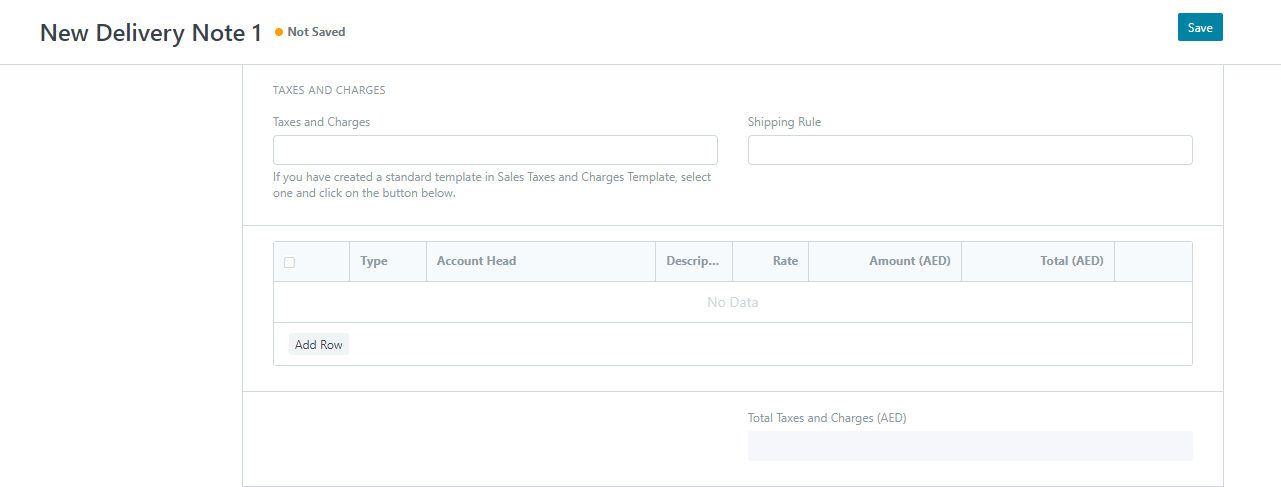 New Delivery Note 1
Not Saved
Save
TAXES AND CHARGES
Taxes and Charges
Shipping Rule
If you have created a standard template in Sales Taxes and Charges Template, select
one and click on the button below.
Type
Account Head
Descrip...
Rate
Amount (AED)
Total (AED)
No Data
Add Row
Total Taxes and Charges (AED)